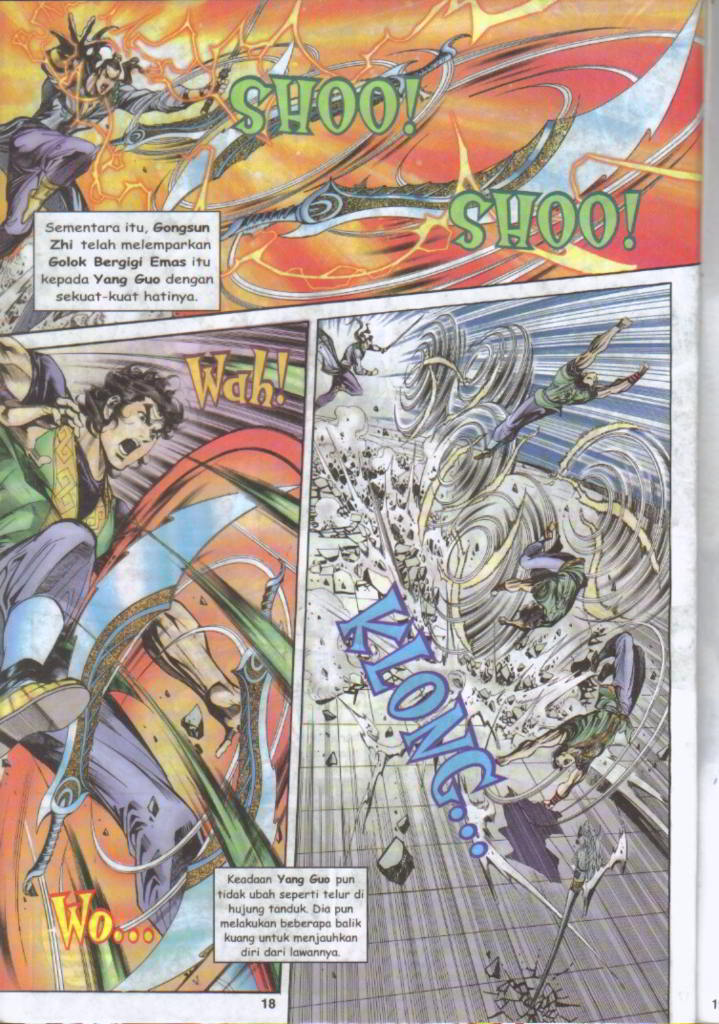 SHOO!
SHOO!
Sementara itu, Gongsun
Zhi telah melemparkan
Golok Bergigi Emas itu
kepada Yang Guo dengan
sekuat-kuat hatinya.
Wah!
KLONG...
Wo...
Keadaan Yang Guo pun
tidak ubah seperti telur di
hujung tanduk. Dia pun
melakukan beberapa balik
kuang untuk menjauhkan
diri dari lawannya.
18